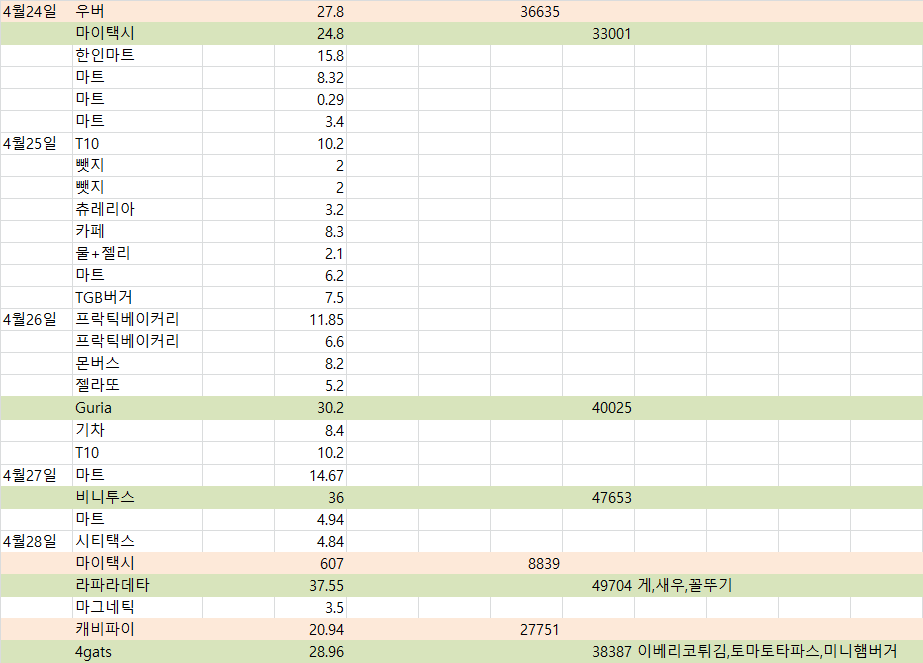 4월24일 우버 27.8 36635
마이택시 24.8 33001
한인마트 15.8
마트 8.32
마트 0.29
마트 3.4
4월25일 T10 10.2
뺏지 2
뺏지 2
츄레리아 3.2
카페 8.3
물+젤리 2.1
마트 6.2
TGB버거 7.5
4월26일 프락틱베이커리 11.85
프락틱베이커리 6.6
몬버스 8.2
젤라또 5.2
Guria 30.2 40025
기차 8.4
T10 10.2
4월27일 마트 14.67
비니투스 36 47653
마트 4.94
4월28일 시티택스 4.84
마이택시 607 8839
라파라데타 37.55 49704 게,새우,꼴뚜기
마그네틱 3.5
캐비파이 20.94 27751
4gats 28.96 38387 이베리코튀김,토마토타파스,미니햄버거